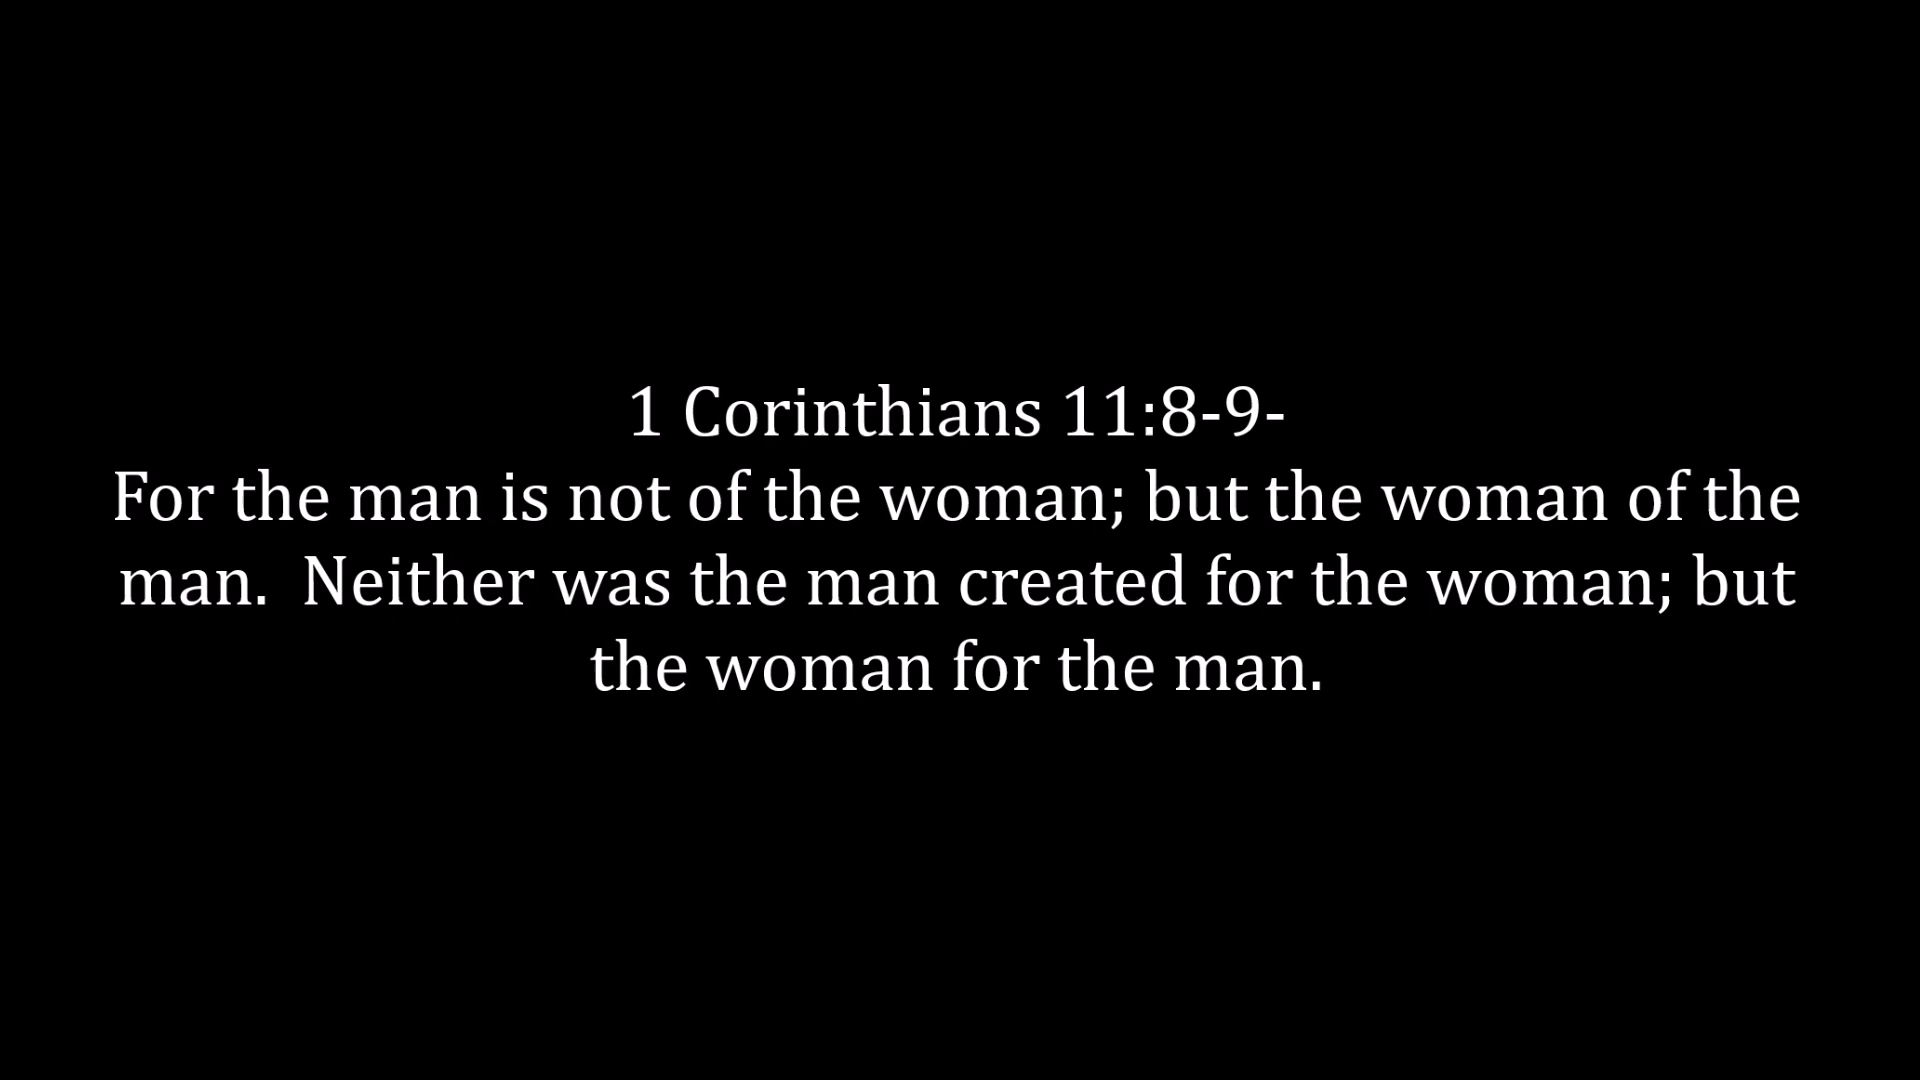 1 Corinthians 11:8-9-
For the man is not of the woman; but the woman of the
man.  Neither was the man created for the woman; but
the woman for the man.